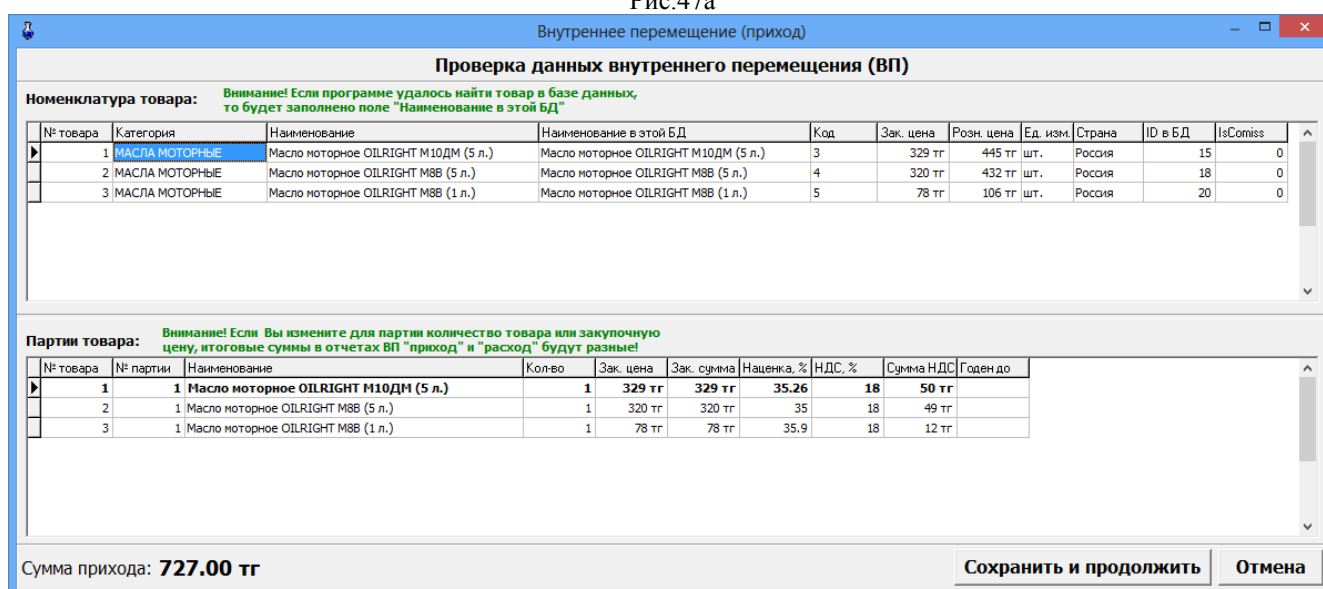 Рис.47а
Внутреннее перемещение (приход)
Проверка данных внутреннего перемещения (ВП)
Номенклатура товара: Внимание! Если программе удалось найти товар в базе данных,
то будет заполнено поле "Наименование в этой БД"
№ товара Категория Наименование Наименование в этой БД Код Зак. цена Розн. цена Ед. изм. Страна ID в БД IsComiss
1 МАСЛА МОТОРНЫЕ Масло моторное OILRIGHT М10ДМ (5 л.) Масло моторное OILRIGHT М10ДМ (5 л.) 3 329 тг 445 тг шт. Россия 15 0
2 МАСЛА МОТОРНЫЕ Масло моторное OILRIGHT М8В (5 л.) Масло моторное OILRIGHT М8В (5 л.) 4 320 тг 432 тг шт. Россия 18 0
3 МАСЛА МОТОРНЫЕ Масло моторное OILRIGHT М8В (1 л.) Масло моторное OILRIGHT М8В (1 л.) 5 78 тг 106 тг шт. Россия 20 0
Партии товара: Внимание! Если Вы измените для партии количество товара или закупочную
цену, итоговые суммы в отчетах ВП "приход" и "расход" будут разные!
№ товара № партии Наименование Кол-во Зак. цена Зак. сумма Наценка, % НДС, % Сумма НДС Годен до
1 1 Масло моторное OILRIGHT М10ДМ (5 л.) 1 329 тг 329 тг 35.26 18 50 тг
2 1 Масло моторное OILRIGHT М8В (5 л.) 1 320 тг 320 тг 35 18 49 тг
3 1 Масло моторное OILRIGHT М8В (1 л.) 1 78 тг 78 тг 35.9 18 12 тг
Сумма прихода: 727.00 тг Сохранить и продолжить Отмена